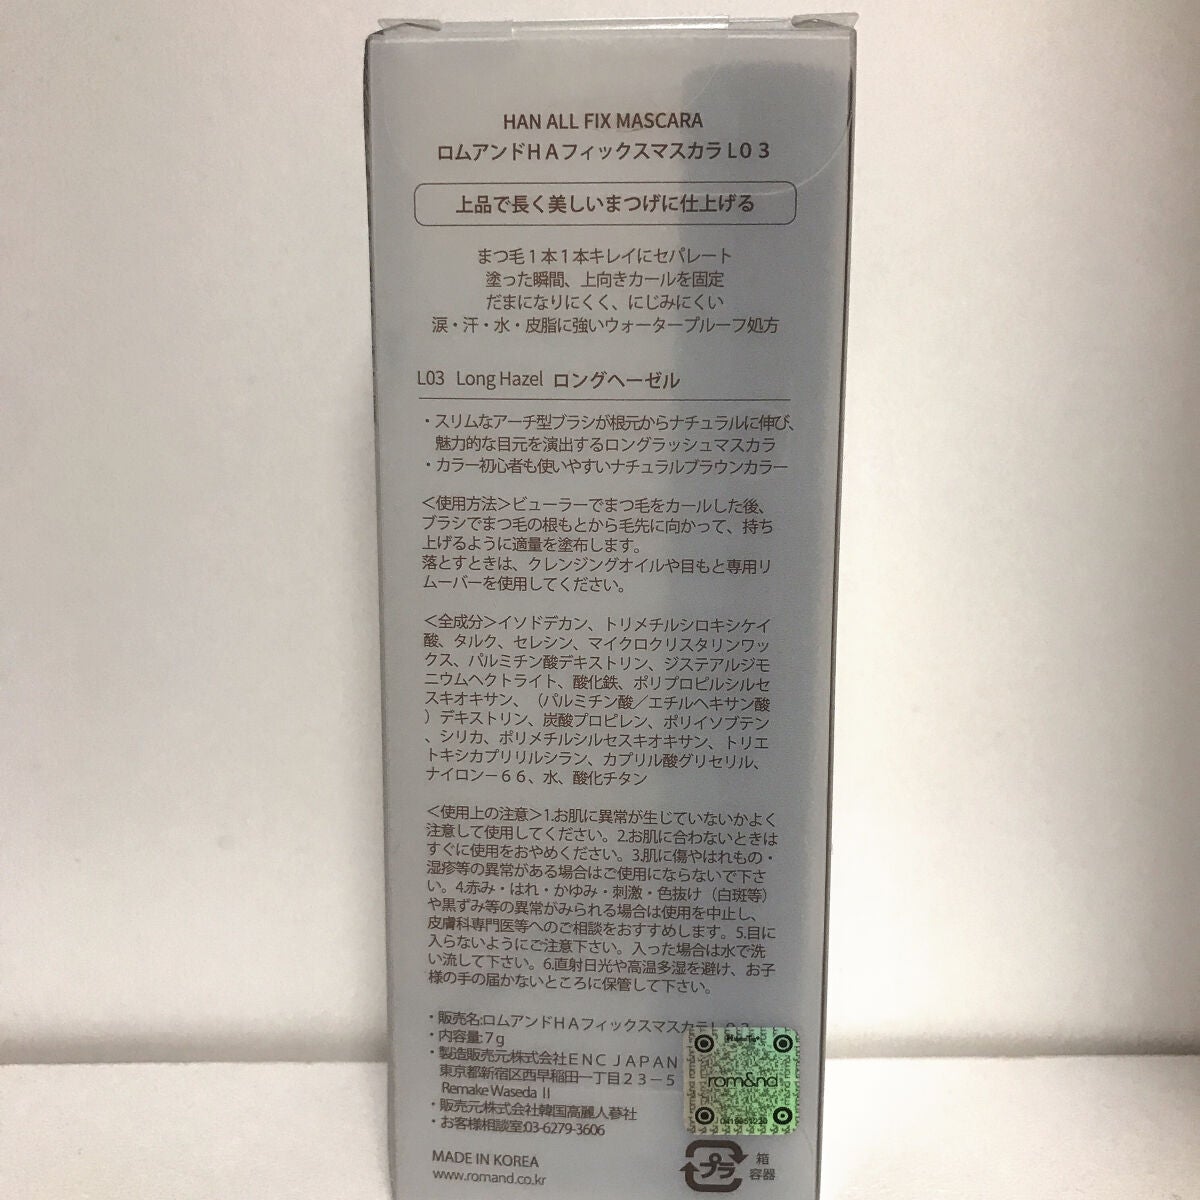 HAN ALL FIX MASCARA
ロムアンドＨＡフィックスマスカラＬ０３
上品で長く美しいまつげに仕上げる
まつ毛１本１本キレイにセパレート
塗った瞬間、上向きカールを固定
だまになりにくく、にじみにくい
涙・汗・水・皮脂に強いウォータープルーフ処方
L03 Long Hazel ロングヘーゼル
・スリムなアーチ型ブラシが根元からナチュラルに伸び、
魅力的な目元を演出するロングラッシュマスカラ
・カラー初心者も使いやすいナチュラルブラウンカラー
＜使用方法＞ビューラーでまつ毛をカールした後、
ブラシでまつ毛の根もとから毛先に向かって、持ち
上げるように適量を塗布します。
落とすときは、クレンジングオイルや目もと専用リ
ムーバーを使用してください。
＜全成分＞イソドデカン、トリメチルシロキシケイ
酸、タルク、セレシン、マイクロクリスタリンワッ
クス、パルミチン酸デキストリン、ジステアルジモ
ニウムヘクトライト、酸化鉄、ポリプロピルシルセ
スキオキサン、（パルミチン酸／エチルヘキサン酸
）デキストリン、炭酸プロピレン、ポリイソブテン
、シリカ、ポリメチルシルセスキオキサン、トリエ
トキシカプリリルシラン、カプリル酸グリセリル、
ナイロン－６６、水、酸化チタン
＜使用上の注意＞1.お肌に異常が生じていないかよく
注意して使用してください。2.お肌に合わないときは
すぐに使用をおやめください。3.肌に傷やはれもの・
湿疹等の異常がある場合はご使用にならないで下さ
い。4.赤み・はれ・かゆみ・刺激・色抜け（白斑等）
や黒ずみ等の異常がみられる場合は使用を中止し、
皮膚科専門医等へのご相談をおすすめします。5.目に
入らないようにご注意下さい。入った場合は水で洗
い流して下さい。6.直射日光や高温多湿を避け、お子
様の手の届かないところに保管して下さい。
・販売名:ロムアンドＨＡフィックスマスカラＬ０３
・内容量:７g
・製造販売元:株式会社ＥＮＣ ＪＡＰＡＮ
東京都新宿区西早稲田一丁目２３－５
Remake Waseda Ⅱ
・販売元:株式会社韓国高麗人蔘社
・お客様相談室:03-6279-3606
rom&nd
MADE IN KOREA
www.romand.co.kr
プラ
箱
容器